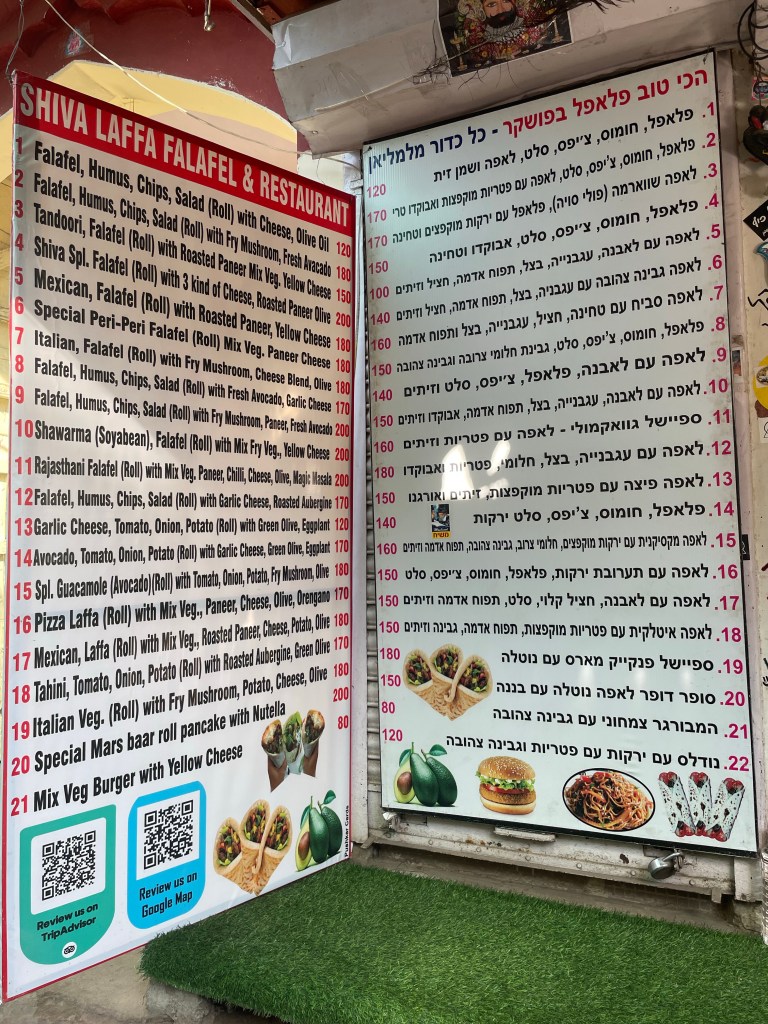 SHIVA LAFFA FALAFEL & RESTAURANT
1 Falafel, Humus, Chips, Salad (Roll) with Cheese, Olive Oil 120
2 Falafel, Humus, Chips, Salad (Roll) with Fry Mushroom, Fresh Avacado 180
3 Tandoori, Falafel (Roll) with Roasted Paneer Mix Veg. Yellow Cheese 150
4 Shiva Spl. Falafel (Roll) with 3 kind of Cheese, Roasted Paneer Olive 200
5 Mexican, Falafel (Roll) with Roasted Paneer, Yellow Cheese 180
6 Special Peri-Peri Falafel (Roll) Mix Veg. Paneer Cheese 180
7 Italian, Falafel (Roll) with Fry Mushroom, Cheese Blend, Olive 180
8 Falafel, Humus, Chips, Salad (Roll) with Fresh Avocado, Garlic Cheese 170
9 Falafel, Humus, Chips, Salad (Roll) with Fry Mushroom, Paneer, Fresh Avocado 200
10 Shawarma (Soyabean), Falafel (Roll) with Mix Fry Veg., Yellow Cheese 200
11 Rajasthani Falafel (Roll) with Mix Veg. Paneer, Chilli, Cheese, Olive, Magic Masala 200
12 Falafel, Humus, Chips, Salad (Roll) with Garlic Cheese, Roasted Aubergine 170
13 Garlic Cheese, Tomato, Onion, Potato (Roll) with Green Olive, Eggplant 120
14 Avocado, Tomato, Onion, Potato (Roll) with Garlic Cheese, Green Olive, Eggplant 170
15 Spl. Guacamole (Avocado)(Roll) with Tomato, Onion, Potato, Fry Mushroom, Olive 180
16 Pizza Laffa (Roll) with Mix Veg., Paneer, Cheese, Olive, Orengano 170
17 Mexican, Laffa (Roll) with Mix Veg., Roasted Paneer, Cheese, Potato, Olive 180
18 Tahini, Tomato, Onion, Potato (Roll) with Roasted Aubergine, Green Olive 170
19 Italian Veg. (Roll) with Fry Mushroom, Potato, Cheese, Olive 180
20 Special Mars baar roll pancake with Nutella 200
21 Mix Veg Burger with Yellow Cheese 80
Review us on
TripAdvisor
Review us on
Google Map
Pushkar Cards
הכי טוב פלאפל בפושקר - כל כדור מלמליאן
1. פלאפל, חומוס, צ'יפס, סלט, לאפה ושמן זית 120
2. פלאפל, חומוס, צ'יפס, סלט, לאפה עם פטריות מוקפצות ואבוקדו טרי 170
3. לאפה שווארמה (פולי סויה), פלאפל עם ירקות מוקפצים וטחינה 170
4. פלאפל, חומוס, צ'יפס, סלט, אבוקדו וטחינה 150
5. לאפה עם לאבנה, עגבנייה, בצל, תפוח אדמה, חציל וזיתים 100
6. לאפה גבינה צהובה עם עגבניה, בצל, תפוח אדמה, חציל וזיתים 140
7. לאפה סביח עם טחינה, חציל, עגבנייה, בצל ותפוח אדמה 160
8. פלאפל, חומוס, צ'יפס, סלט, גבינת חלומי צרובה וגבינה צהובה 140
9. לאפה עם לאבנה, פלאפל, צ'יפס, סלט וזיתים 140
10. לאפה עם לאבנה, עגבנייה, בצל, תפוח אדמה, אבוקדו וזיתים 150
11. ספיישל גוואקמולי - לאפה עם פטריות וזיתים 160
12. לאפה עם עגבנייה, בצל, חלומי, פטריות ואבוקדו 180
13. לאפה פיצה עם פטריות מוקפצות, זיתים ואורגנו 150
14. פלאפל, חומוס, צ'יפס, סלט ירקות 140
משיח
15. לאפה מקסיקנית עם ירקות מוקפצים, חלומי צרוב, גבינה צהובה, תפוח אדמה וזיתים 160
16. לאפה עם תערובת ירקות, פלאפל, חומוס, צ'יפס, סלט 150
17. לאפה עם לאבנה, חציל קלוי, סלט, תפוח אדמה וזיתים 150
18. לאפה איטלקית עם פטריות מוקפצות, תפוח אדמה, גבינה וזיתים 150
19. ספיישל פנקייק מארס עם נוטלה 180
20. סופר דופר לאפה נוטלה עם בננה 150
21. המבורגר צמחוני עם גבינה צהובה 80
22. נודלס עם ירקות עם פטריות וגבינה צהובה 120